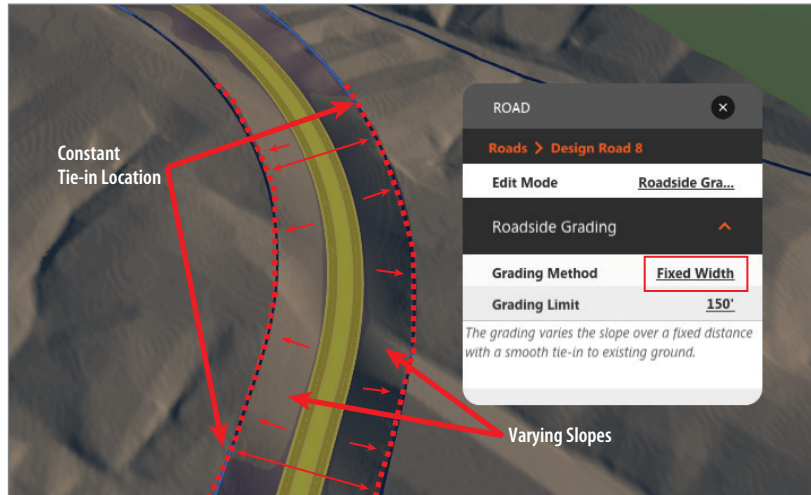 ROAD
Roads > Design Road 8
Edit Mode Roadside Gra...
Roadside Grading
Grading Method Fixed Width
Grading Limit 150'
The grading varies the slope over a fixed distance
with a smooth tie-in to existing ground.
Constant
Tie-in Location
Varying Slopes